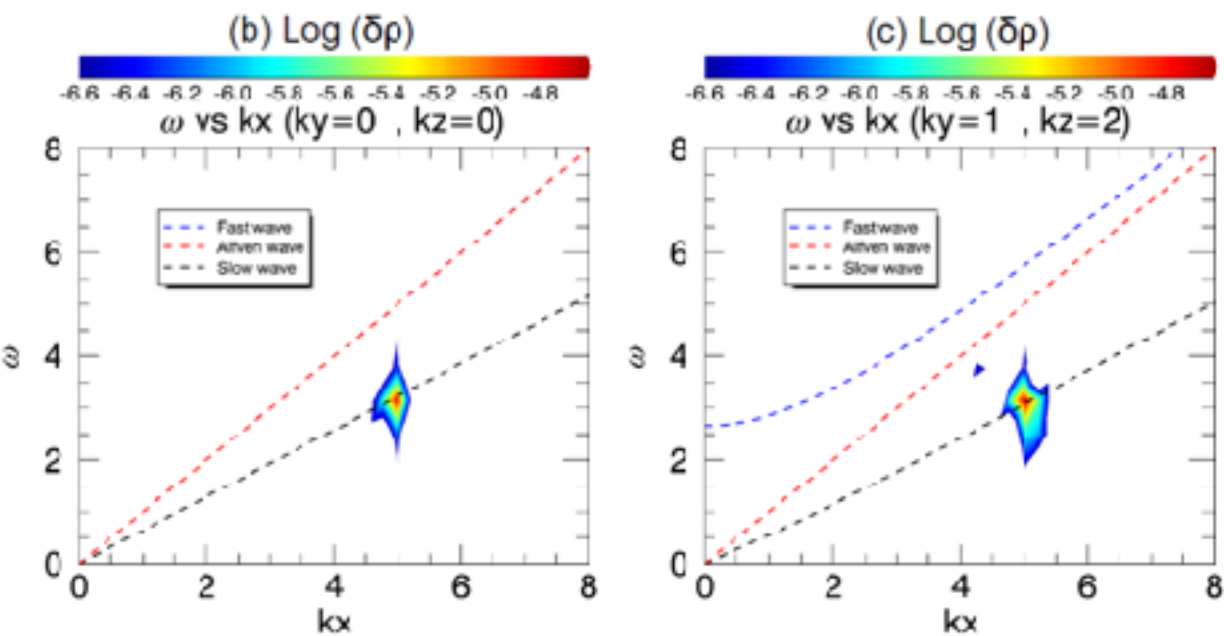 (b) Log (δρ)
-6.6 -6.4 -6.2 -6.0 -5.8 -5.6 -5.4 -5.2 -5.0 -4.8
ω vs kx (ky=0 , kz=0)
8
6
4
2
0
ω
Fast wave
Alfven wave
Slow wave
0 2 4 6 8
kx
(c) Log (δρ)
-6.6 -6.4 -6.2 -6.0 -5.8 -5.6 -5.4 -5.2 -5.0 -4.8
ω vs kx (ky=1 , kz=2)
8
6
4
2
0
ω
Fast wave
Alfven wave
Slow wave
0 2 4 6 8
kx